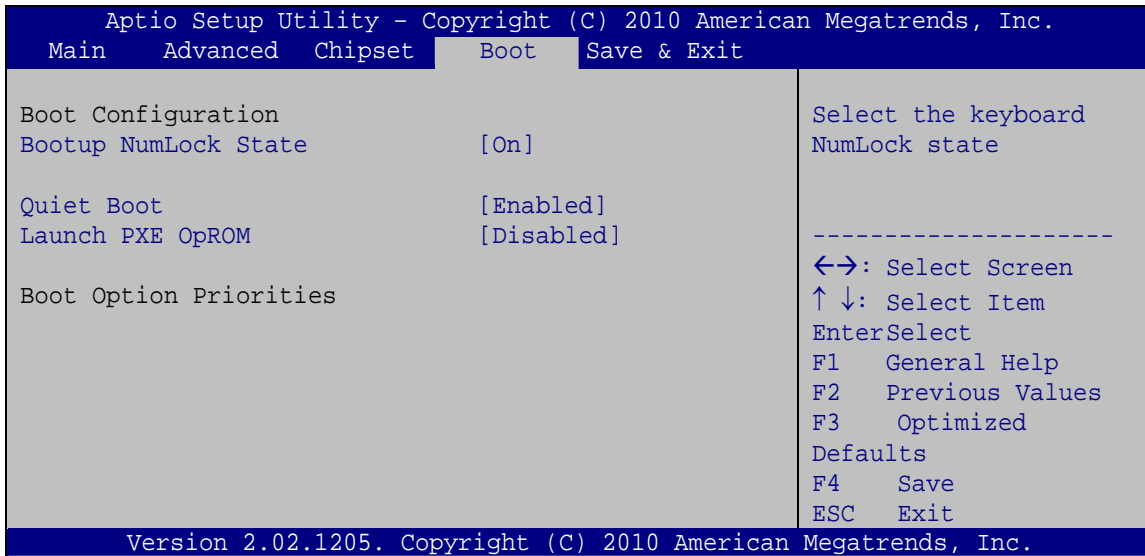 Aptio Setup Utility – Copyright (C) 2010 American Megatrends, Inc.
Main Advanced Chipset Boot Save & Exit
Boot Configuration
Bootup NumLock State [On]
Quiet Boot [Enabled]
Launch PXE OpROM [Disabled]
Boot Option Priorities
Select the keyboard
NumLock state
---------------------
←→: Select Screen
↑ ↓: Select Item
EnterSelect
F1 General Help
F2 Previous Values
F3 Optimized
Defaults
F4 Save
ESC Exit
Version 2.02.1205. Copyright (C) 2010 American Megatrends, Inc.